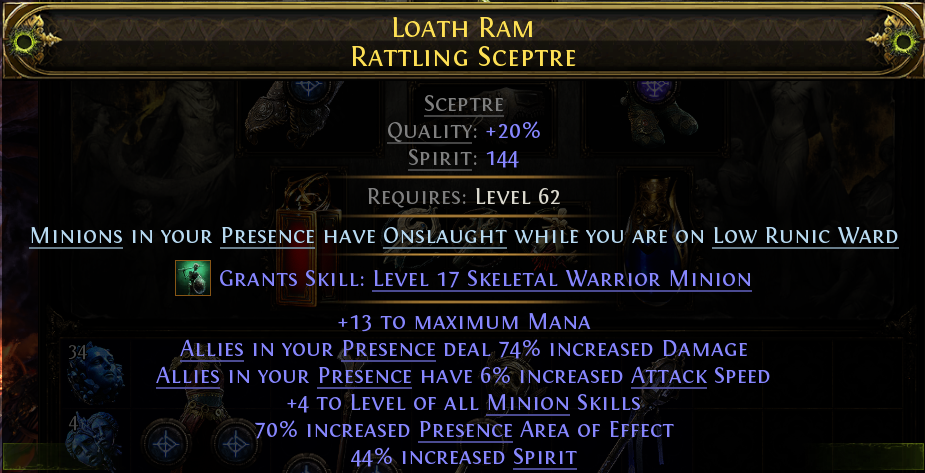 Loath Ram
Rattling Sceptre
Sceptre
Quality: +20%
Spirit: 144
Requires: Level 62
Minions in your Presence have Onslaught while you are on Low Runic Ward
Grants Skill: Level 17 Skeletal Warrior Minion
+13 to maximum Mana
34
Allies in your Presence deal 74% increased Damage
Allies in your Presence have 6% increased Attack Speed
+4 to Level of all Minion Skills
4
70% increased Presence Area of Effect
44% increased Spirit